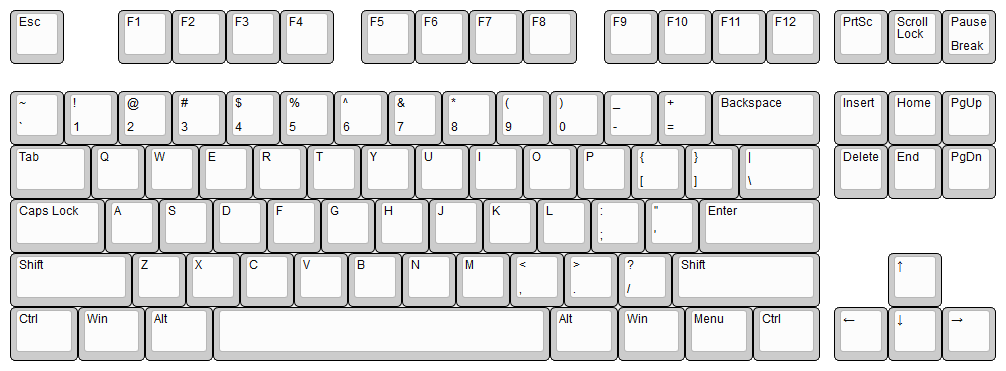 Esc F1 F2 F3 F4 F5 F6 F7 F8 F9 F10 F11 F12 PrtSc Scroll Pause
Lock
Break
~ ! @ # $ % ^ & * ( ) _ + Backspace Insert Home PgUp
` 1 2 3 4 5 6 7 8 9 0 - =
Tab Q W E R T Y U I O P { } | Delete End PgDn
[ ] \
Caps Lock A S D F G H J K L : " Enter
; '
Shift Z X C V B N M < > ? Shift ↑
, . /
Ctrl Win Alt Alt Win Menu Ctrl ← ↓ →